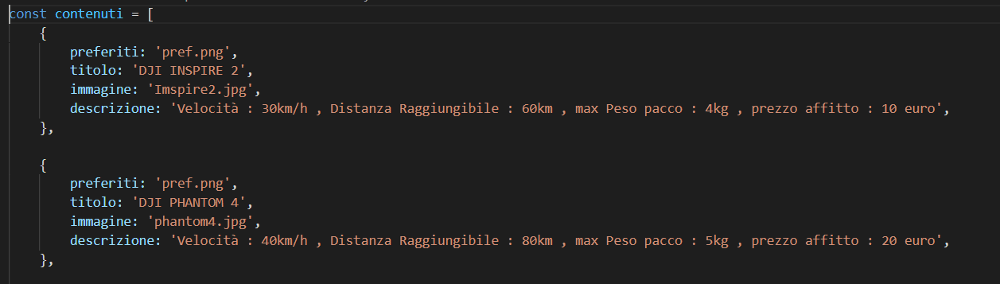 const contenuti = [
{
preferiti: 'pref.png',
titolo: 'DJI INSPIRE 2',
immagine: 'Imspire2.jpg',
descrizione: 'Velocità : 30km/h , Distanza Raggiungibile : 60km , max Peso pacco : 4kg , prezzo affitto : 10 euro',
},
{
preferiti: 'pref.png',
titolo: 'DJI PHANTOM 4',
immagine: 'phantom4.jpg',
descrizione: 'Velocità : 40km/h , Distanza Raggiungibile : 80km , max Peso pacco : 5kg , prezzo affitto : 20 euro',
},